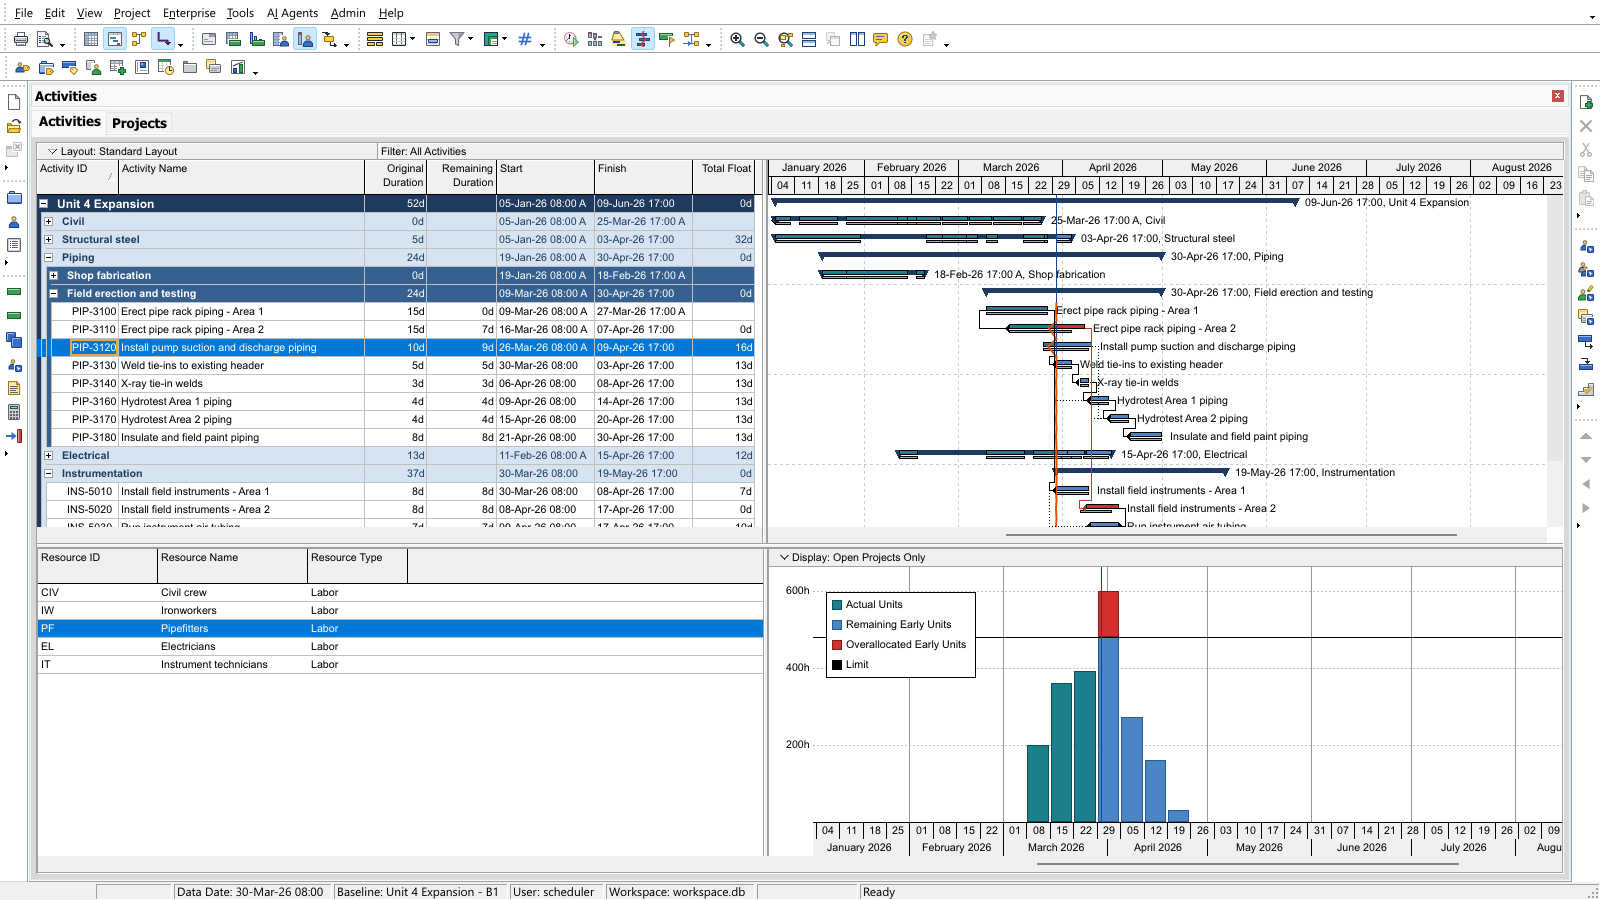 File Edit View Project Enterprise Tools AI Agents Admin Help
Activities
Activities Projects
Layout: Standard Layout Filter: All Activities
Activity ID Activity Name Original Duration Remaining Duration Start Finish Total Float
Unit 4 Expansion 52d 05-Jan-26 08:00 A 09-Jun-26 17:00 0d
Civil 0d 05-Jan-26 08:00 A 25-Mar-26 17:00 A
Structural steel 5d 05-Jan-26 08:00 A 03-Apr-26 17:00 32d
Piping 24d 19-Jan-26 08:00 A 30-Apr-26 17:00 0d
Shop fabrication 0d 19-Jan-26 08:00 A 18-Feb-26 17:00 A
Field erection and testing 24d 09-Mar-26 08:00 A 30-Apr-26 17:00 0d
PIP-3100 Erect pipe rack piping - Area 1 15d 0d 09-Mar-26 08:00 A 27-Mar-26 17:00 A
PIP-3110 Erect pipe rack piping - Area 2 15d 7d 16-Mar-26 08:00 A 07-Apr-26 17:00 0d
PIP-3120 Install pump suction and discharge piping 10d 9d 26-Mar-26 08:00 A 09-Apr-26 17:00 16d
PIP-3130 Weld tie-ins to existing header 5d 5d 30-Mar-26 08:00 03-Apr-26 17:00 13d
PIP-3140 X-ray tie-in welds 3d 3d 06-Apr-26 08:00 08-Apr-26 17:00 13d
PIP-3160 Hydrotest Area 1 piping 4d 4d 09-Apr-26 08:00 14-Apr-26 17:00 13d
PIP-3170 Hydrotest Area 2 piping 4d 4d 15-Apr-26 08:00 20-Apr-26 17:00 13d
PIP-3180 Insulate and field paint piping 8d 8d 21-Apr-26 08:00 30-Apr-26 17:00 13d
Electrical 13d 11-Feb-26 08:00 A 15-Apr-26 17:00 12d
Instrumentation 37d 30-Mar-26 08:00 19-May-26 17:00 0d
INS-5010 Install field instruments - Area 1 8d 8d 30-Mar-26 08:00 08-Apr-26 17:00 7d
INS-5020 Install field instruments - Area 2 8d 8d 08-Apr-26 08:00 17-Apr-26 17:00 0d
INS-5030 Run instrument air tubing 7d 7d 09-Apr-26 08:00 17-Apr-26 17:00 10d
January 2026 February 2026 March 2026 April 2026 May 2026 June 2026 July 2026 August 2026
04 11 18 25 01 08 15 22 01 08 15 22 29 05 12 19 26 03 10 17 24 31 07 14 21 28 05 12 19 26 02 09 16 23
09-Jun-26 17:00, Unit 4 Expansion
25-Mar-26 17:00 A, Civil
03-Apr-26 17:00, Structural steel
30-Apr-26 17:00, Piping
18-Feb-26 17:00 A, Shop fabrication
30-Apr-26 17:00, Field erection and testing
Erect pipe rack piping - Area 1
Erect pipe rack piping - Area 2
Install pump suction and discharge piping
Weld tie-ins to existing header
X-ray tie-in welds
Hydrotest Area 1 piping
Hydrotest Area 2 piping
Insulate and field paint piping
15-Apr-26 17:00, Electrical
19-May-26 17:00, Instrumentation
Install field instruments - Area 1
Install field instruments - Area 2
Run instrument air tubing
Resource ID Resource Name Resource Type
CIV Civil crew Labor
IW Ironworkers Labor
PF Pipefitters Labor
EL Electricians Labor
IT Instrument technicians Labor
Display: Open Projects Only
600h
400h
200h
Actual Units
Remaining Early Units
Overallocated Early Units
Limit
04 11 18 25 01 08 15 22 01 08 15 22 29 05 12 19 26 03 10 17 24 31 07 14 21 28 05 12 19 26 02 09
January 2026 February 2026 March 2026 April 2026 May 2026 June 2026 July 2026 Augu
Data Date: 30-Mar-26 08:00 Baseline: Unit 4 Expansion - B1 User: scheduler Workspace: workspace.db Ready